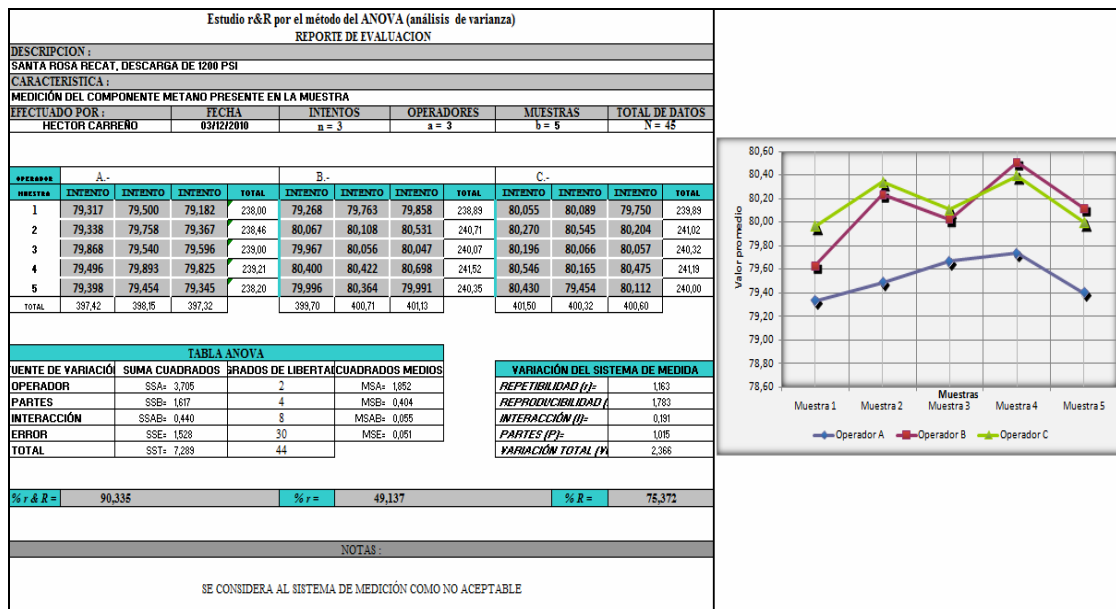 Estudio r&R por el método del ANOVA (análisis de varianza)
REPORTE DE EVALUACION
DESCRIPCION :
SANTA ROSA RECAT, DESCARGA DE 1200 PSI
CARACTERISTICA :
MEDICIÓN DEL COMPONENTE METANO PRESENTE EN LA MUESTRA
EFECTUADO POR : FECHA INTENTOS OPERADORES MUESTRAS TOTAL DE DATOS
HECTOR CARREÑO 03/12/2010 n = 3 a = 3 b = 5 N = 45
OPERADOR A.- B.- C.-
MUESTRA INTENTO INTENTO INTENTO TOTAL INTENTO INTENTO INTENTO TOTAL INTENTO INTENTO INTENTO TOTAL
1 79,317 79,500 79,182 238,00 79,268 79,763 79,858 238,89 80,055 80,089 79,750 239,89
2 79,338 79,758 79,367 238,46 80,067 80,108 80,531 240,71 80,270 80,545 80,204 241,02
3 79,868 79,540 79,596 239,00 79,967 80,056 80,047 240,07 80,196 80,066 80,057 240,32
4 79,496 79,893 79,825 239,21 80,400 80,422 80,698 241,52 80,546 80,165 80,475 241,19
5 79,398 79,454 79,345 238,20 79,996 80,364 79,991 240,35 80,430 79,454 80,112 240,00
TOTAL 397,42 398,15 397,32 399,70 400,71 401,13 401,50 400,32 400,60
TABLA ANOVA
UENTE DE VARIACIÓ SUMA CUADRADOS GRADOS DE LIBERTAD CUADRADOS MEDIOS
OPERADOR SSA= 3,705 2 MSA= 1,852
PARTES SSB= 1,617 4 MSB= 0,404
INTERACCIÓN SSAB= 0,440 8 MSAB= 0,055
ERROR SSE= 1,528 30 MSE= 0,051
TOTAL SST= 7,289 44
VARIACIÓN DEL SISTEMA DE MEDIDA
REPETIBILIDAD (r)= 1,163
REPRODUCIBILIDAD ( 1,783
INTERACCIÓN (I)= 0,191
PARTES (P)= 1,015
VARIACIÓN TOTAL (V 2,366
% r & R = 90,335 % r = 49,137 % R = 75,372
NOTAS :
SE CONSIDERA AL SISTEMA DE MEDICIÓN COMO NO ACEPTABLE
Valor promedio
80,60
80,40
80,20
80,00
79,80
79,60
79,40
79,20
79,00
78,80
78,60
Muestras
Muestra 1 Muestra 2 Muestra 3 Muestra 4 Muestra 5
Operador A Operador B Operador C